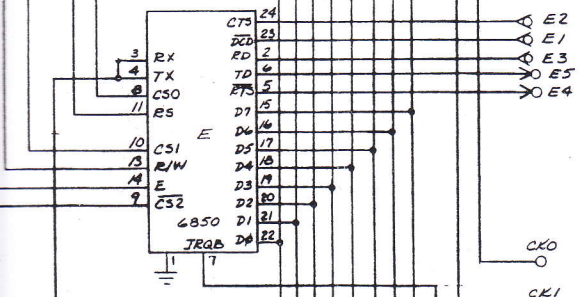 CTS 24 E2
DCD 23 E1
3 RX RD 2 E3
4 TX TD 6 E5
8 CS0 RTS 5 E4
11 RS D7 15
E D6 16
10 CS1 D5 17
13 R/W D4 18
14 E D3 19
9 CS2 D2 20
6850 D1 21
IRQB DØ 22
1 7
CKO
CK1